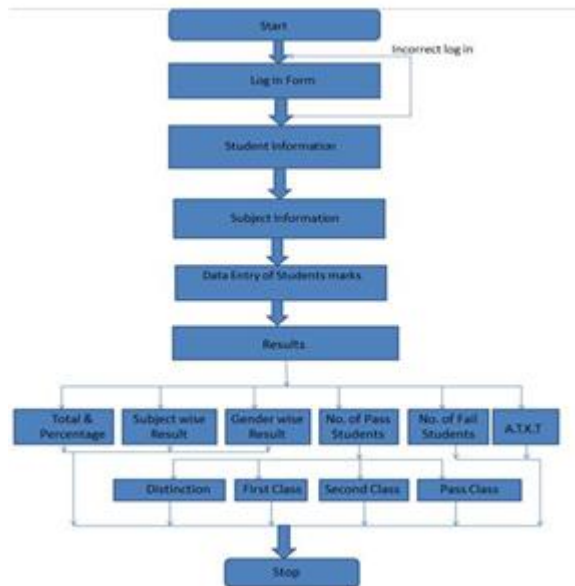 Start
Incorrect log in
Log in Form
Student Information
Subject Information
Data Entry of Students marks
Results
Total &
Percentage
Subject wise
Result
Gender wise
Result
No. of Pass
Students
No. of Fail
Students
A.T.K.T
Distinction
First Class
Second Class
Pass Class
Stop